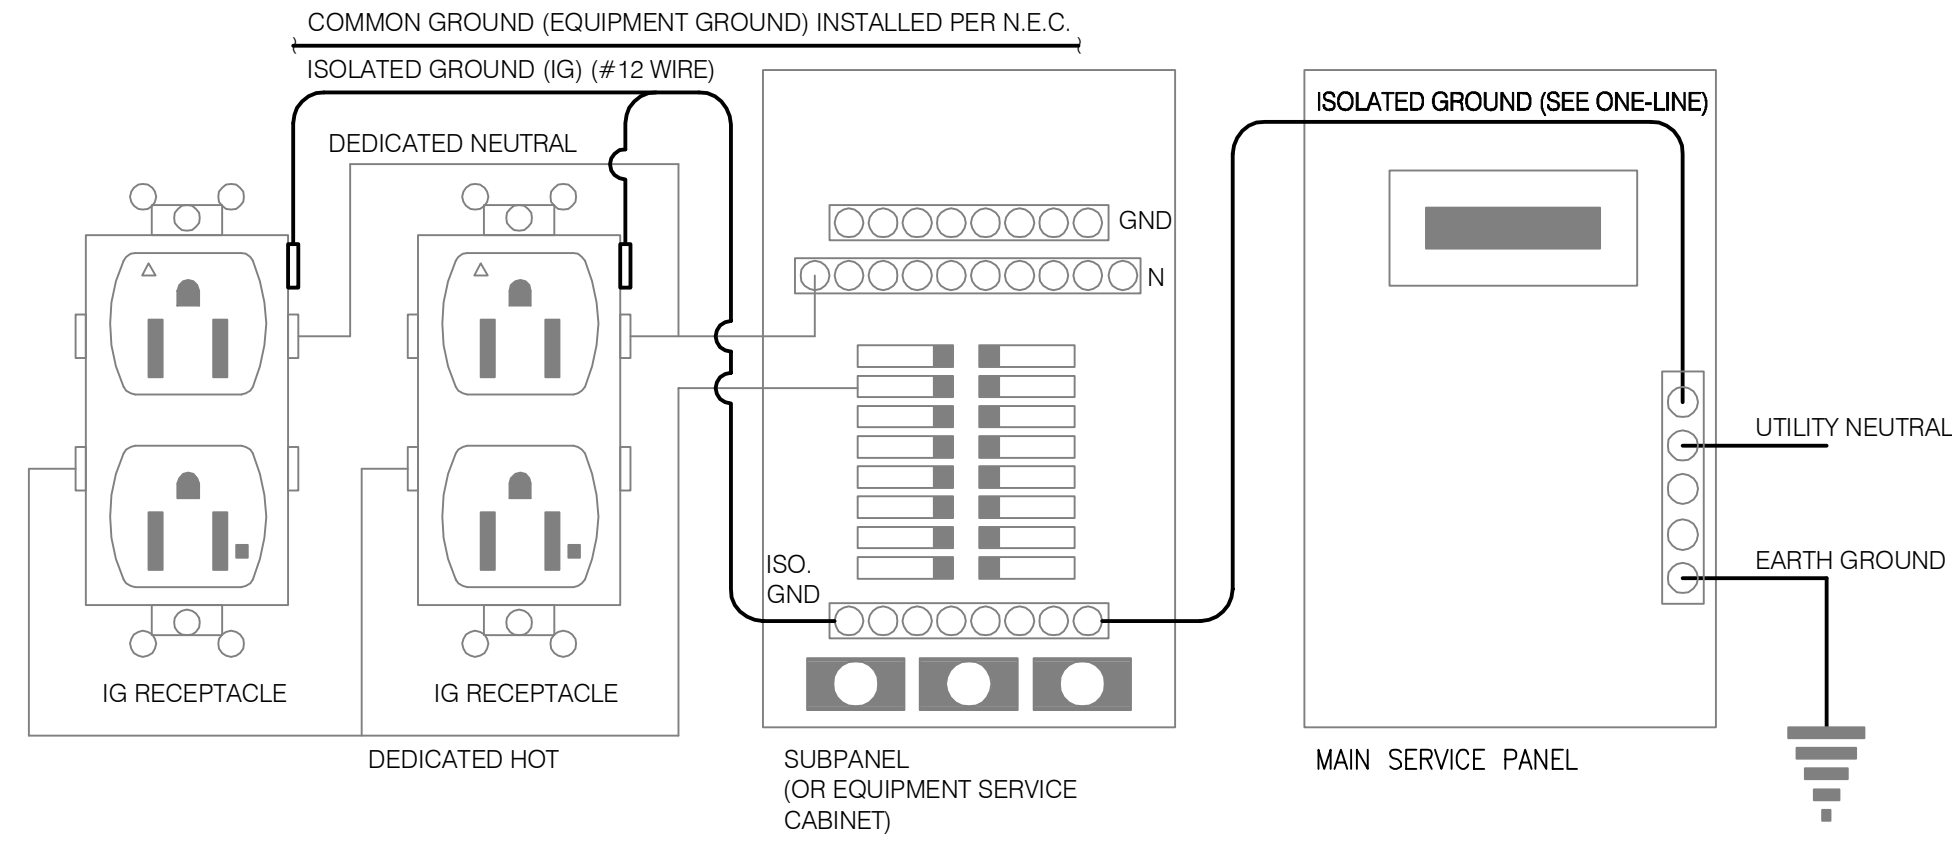 COMMON GROUND (EQUIPMENT GROUND) INSTALLED PER N.E.C.
ISOLATED GROUND (IG) (#12 WIRE)
ISOLATED GROUND (SEE ONE-LINE)
DEDICATED NEUTRAL
GND
N
UTILITY NEUTRAL
EARTH GROUND
ISO.
GND
IG RECEPTACLE
IG RECEPTACLE
DEDICATED HOT
SUBPANEL
(OR EQUIPMENT SERVICE
CABINET)
MAIN SERVICE PANEL